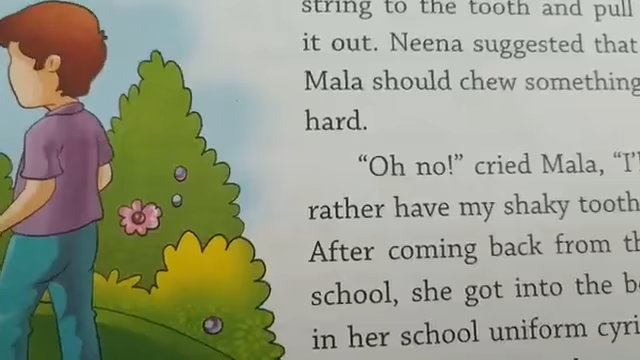 string to the tooth and pull
it out. Neena suggested that
Mala should chew something
hard.
“Oh no!” cried Mala, “I’
rather have my shaky tooth
After coming back from
school, she got into the
in her school uniform